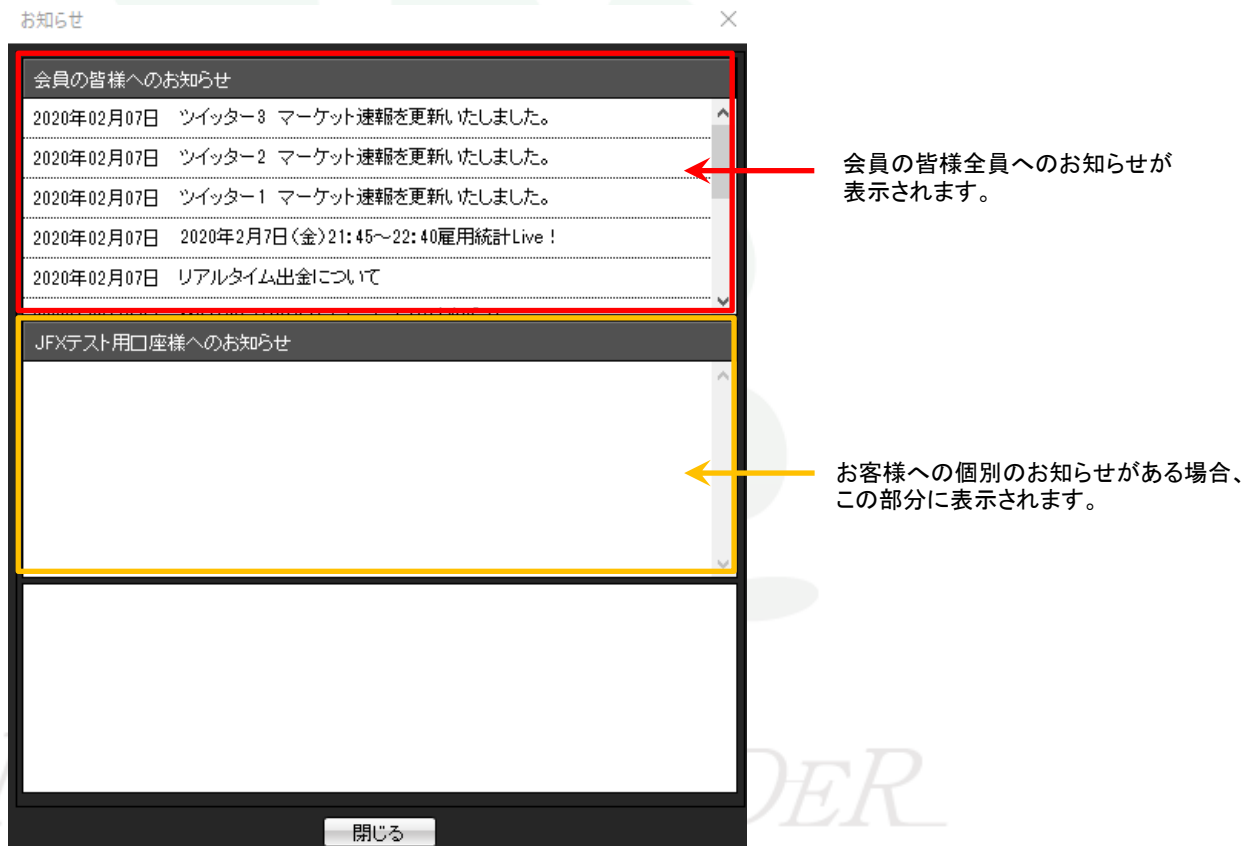 お知らせ
会員の皆様へのお知らせ
2020年02月07日 ツイッター3 マーケット速報を更新いたしました。
2020年02月07日 ツイッター2 マーケット速報を更新いたしました。
2020年02月07日 ツイッター1 マーケット速報を更新いたしました。
2020年02月07日 2020年2月7日(金)21:45～22:40雇用統計Live！
2020年02月07日 リアルタイム出金について
会員の皆様全員へのお知らせが
表示されます。
JFXテスト用口座様へのお知らせ
お客様への個別のお知らせがある場合、
この部分に表示されます。
DER
閉じる